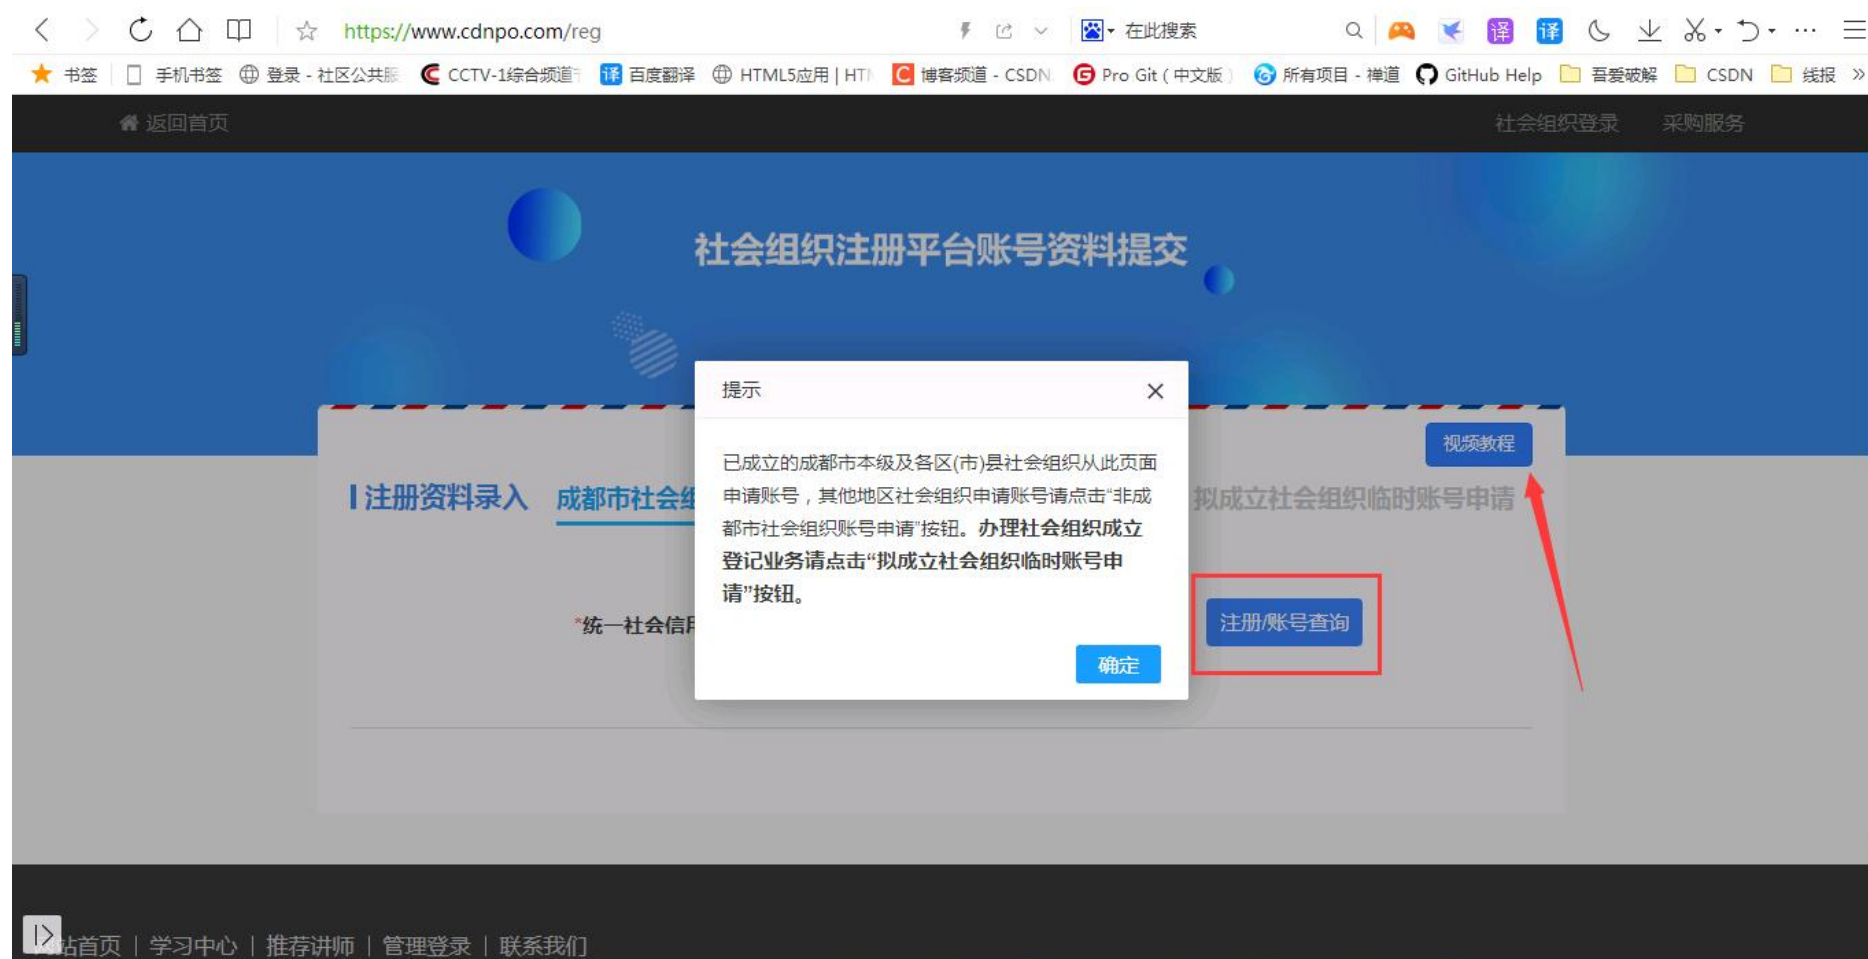 https://www.cdnpo.com/reg
在此搜索
译
译
书签
手机书签
登录 - 社区公共服
CCTV-1综合频道
译 百度翻译
HTML5应用 | HT
C 博客频道 - CSDN
G Pro Git ( 中文版
所有项目 - 禅道
GitHub Help
吾爱破解
CSDN
线报
返回首页
社会组织登录
采购服务
社会组织注册平台账号资料提交
提示
视频教程
已成立的成都市本级及各区(市)县社会组织从此页面
申请账号，其他地区社会组织申请账号请点击“非成
都市社会组织账号申请”按钮。办理社会组织成立
登记业务请点击“拟成立社会组织临时账号申
请”按钮。
确定
注册资料录入
成都市社会组
拟成立社会组织临时账号申请
*统一社会信用
注册/账号查询
站首页 | 学习中心 | 推荐讲师 | 管理登录 | 联系我们